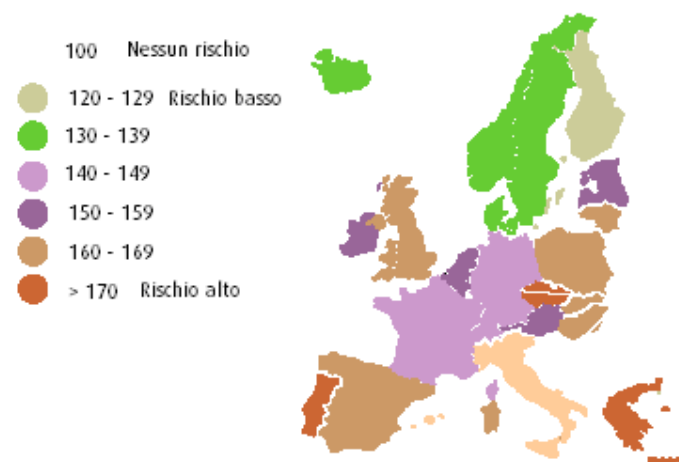 100 Nessun rischio
120 - 129 Rischio basso
130 - 139
140 - 149
150 - 159
160 - 169
> 170 Rischio alto